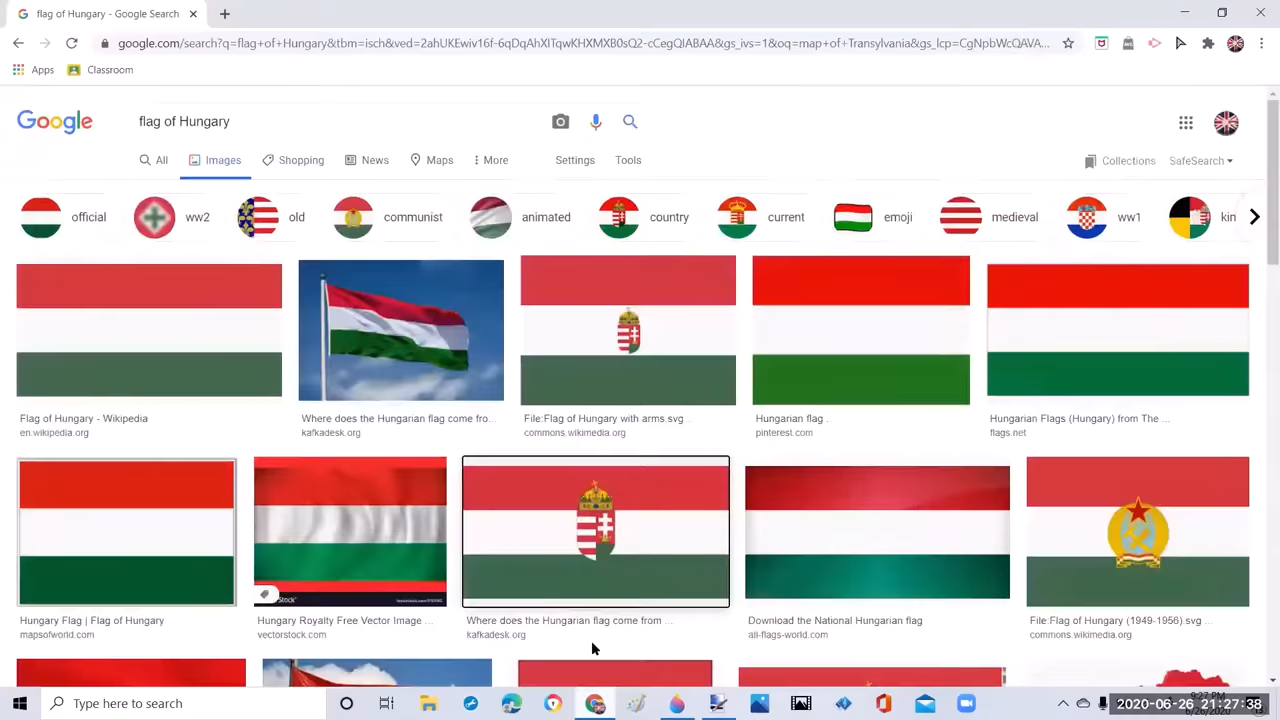 flag of Hungary - Google Search
google.com/search?q=flag+of+Hungary&tbm=isch&ved=2ahUKEwiv16f-6qDqAhXITqwKHXMXB0sQ2-cCegQIABAA&gs_ivs=1&oq=map+of+Transylvania&gs_lcp=CgNpbWcQAVA...
Apps Classroom
Google flag of Hungary
All Images Shopping News Maps More Settings Tools Collections SafeSearch
official ww2 old communist animated country current emoji medieval ww1 kin
Flag of Hungary - Wikipedia
en.wikipedia.org
Where does the Hungarian flag come fro...
kafkadesk.org
File:Flag of Hungary with arms.svg ...
commons.wikimedia.org
Hungarian flag .
pinterest.com
Hungarian Flags (Hungary) from The ...
flags.net
Hungary Flag | Flag of Hungary
mapsofworld.com
Hungary Royalty Free Vector Image ...
vectorstock.com
Where does the Hungarian flag come from ...
kafkadesk.org
Download the National Hungarian flag
all-flags-world.com
File:Flag of Hungary (1949-1956).svg ...
commons.wikimedia.org
Type here to search
9:27 PM
2020-06-26 21:27:38